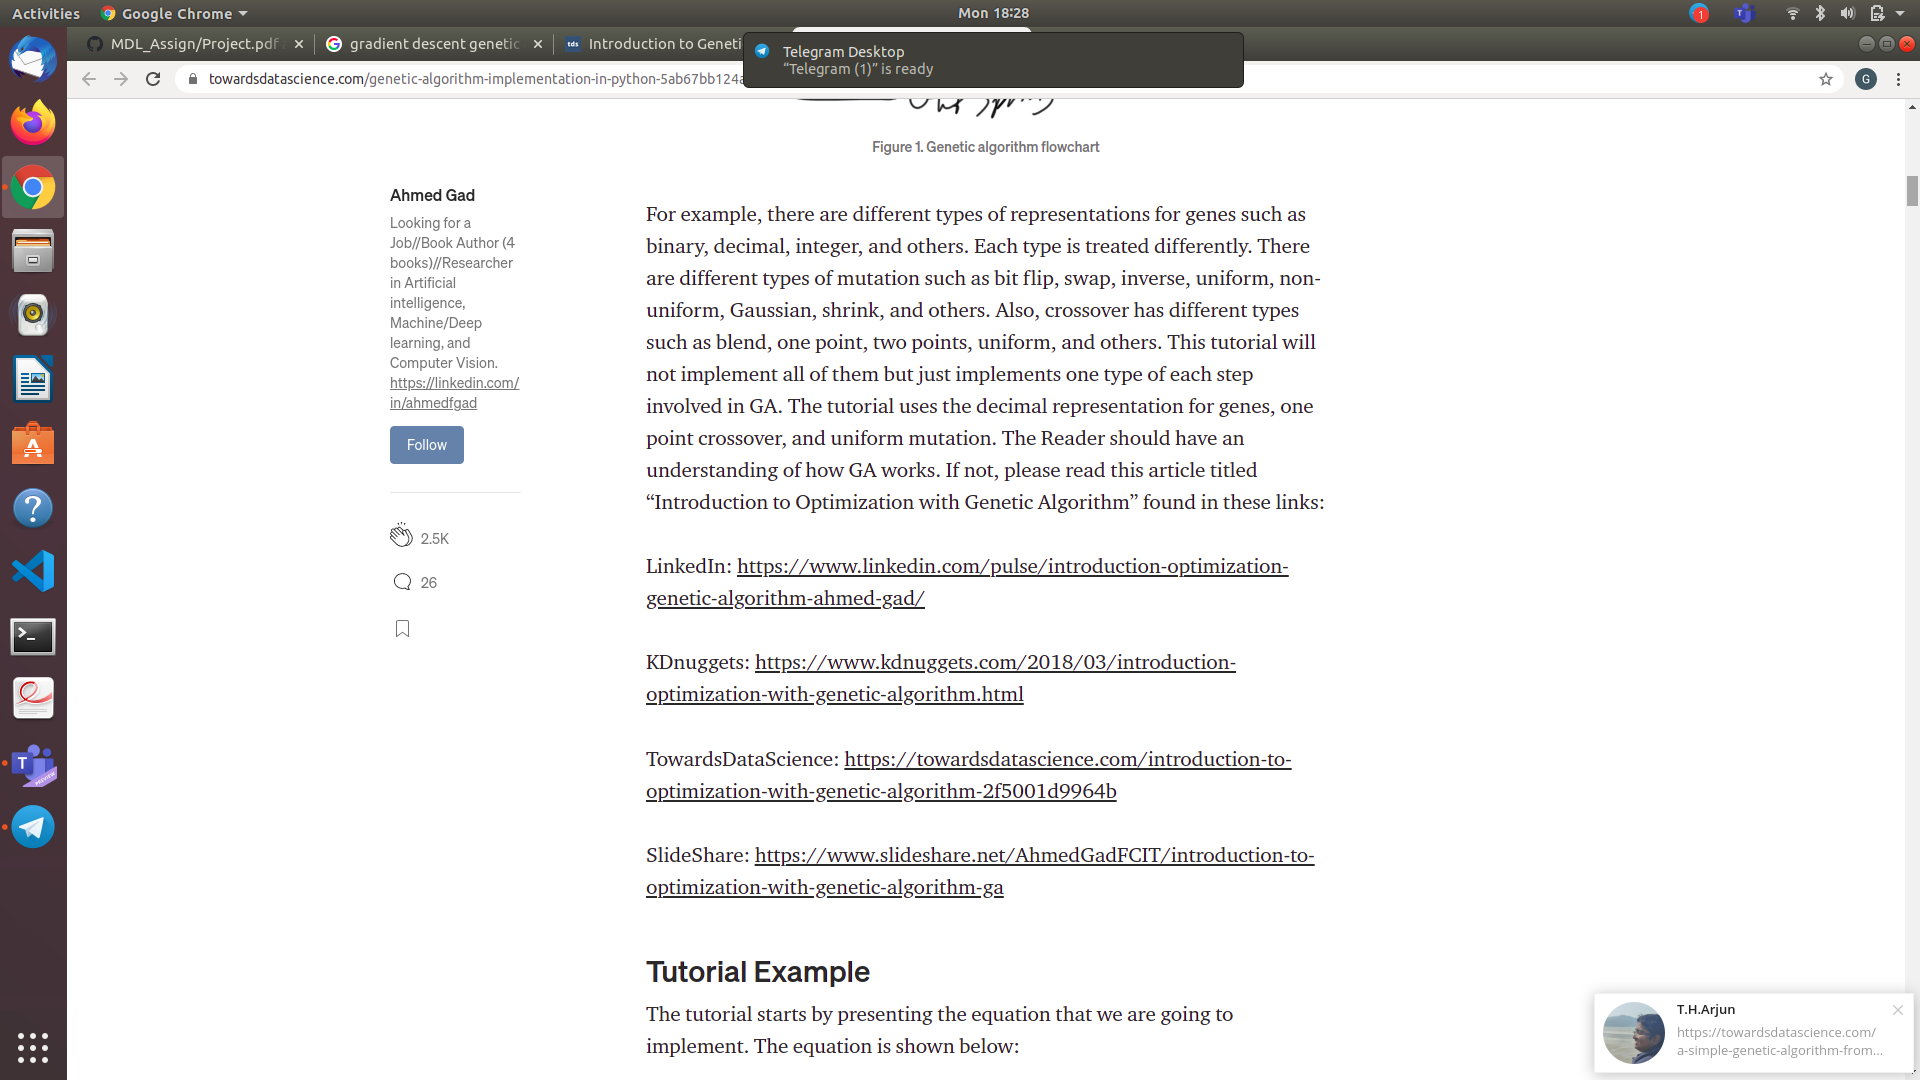 Activities
Google Chrome
Mon 18:28
1
MDL_Assign/Project.pdf
gradient descent genetic
tds
Introduction to Geneti
Telegram Desktop
“Telegram (1)” is ready
towardsdatascience.com/genetic-algorithm-implementation-in-python-5ab67bb124a
G
Figure 1. Genetic algorithm flowchart
Ahmed Gad
Looking for a
Job//Book Author (4
books)//Researcher
in Artificial
intelligence,
Machine/Deep
learning, and
Computer Vision.
https://linkedin.com/
in/ahmedfgad
Follow
2.5K
26
For example, there are different types of representations for genes such as
binary, decimal, integer, and others. Each type is treated differently. There
are different types of mutation such as bit flip, swap, inverse, uniform, non-
uniform, Gaussian, shrink, and others. Also, crossover has different types
such as blend, one point, two points, uniform, and others. This tutorial will
not implement all of them but just implements one type of each step
involved in GA. The tutorial uses the decimal representation for genes, one
point crossover, and uniform mutation. The Reader should have an
understanding of how GA works. If not, please read this article titled
“Introduction to Optimization with Genetic Algorithm” found in these links:
LinkedIn: https://www.linkedin.com/pulse/introduction-optimization-
genetic-algorithm-ahmed-gad/
KDnuggets: https://www.kdnuggets.com/2018/03/introduction-
optimization-with-genetic-algorithm.html
TowardsDataScience: https://towardsdatascience.com/introduction-to-
optimization-with-genetic-algorithm-2f5001d9964b
SlideShare: https://www.slideshare.net/AhmedGadFCIT/introduction-to-
optimization-with-genetic-algorithm-ga
Tutorial Example
The tutorial starts by presenting the equation that we are going to
implement. The equation is shown below:
T.H.Arjun
https://towardsdatascience.com/
a-simple-genetic-algorithm-from...